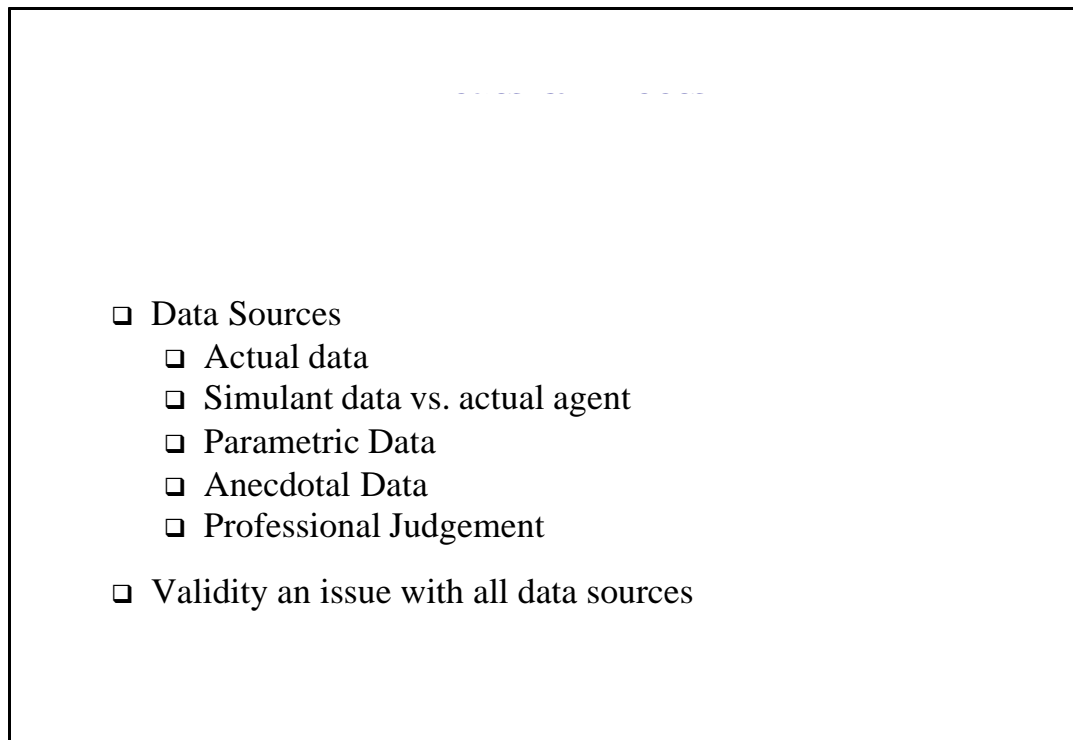 Data Sources
Actual data
Simulant data vs. actual agent
Parametric Data
Anecdotal Data
Professional Judgement
Validity an issue with all data sources